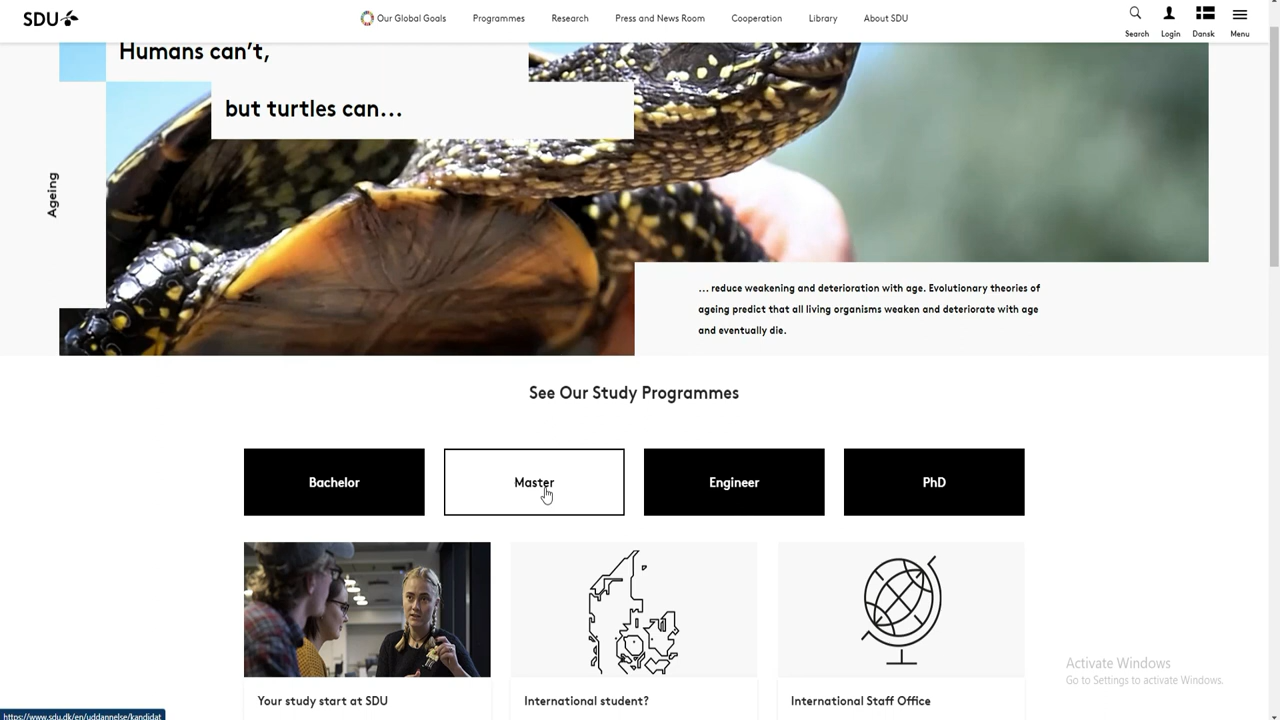 SDU
Our Global Goals
Programmes
Research
Press and News Room
Cooperation
Library
About SDU
Search
Login
Dansk
Menu
Humans can't,
but turtles can...
Ageing
... reduce weakening and deterioration with age. Evolutionary theories of
ageing predict that all living organisms weaken and deteriorate with age
and eventually die.
See Our Study Programmes
Bachelor
Master
Engineer
PhD
Your study start at SDU
International student?
International Staff Office
Activate Windows
Go to Settings to activate Windows.
https://www.sdu.dk/en/uddannelse/kandidat